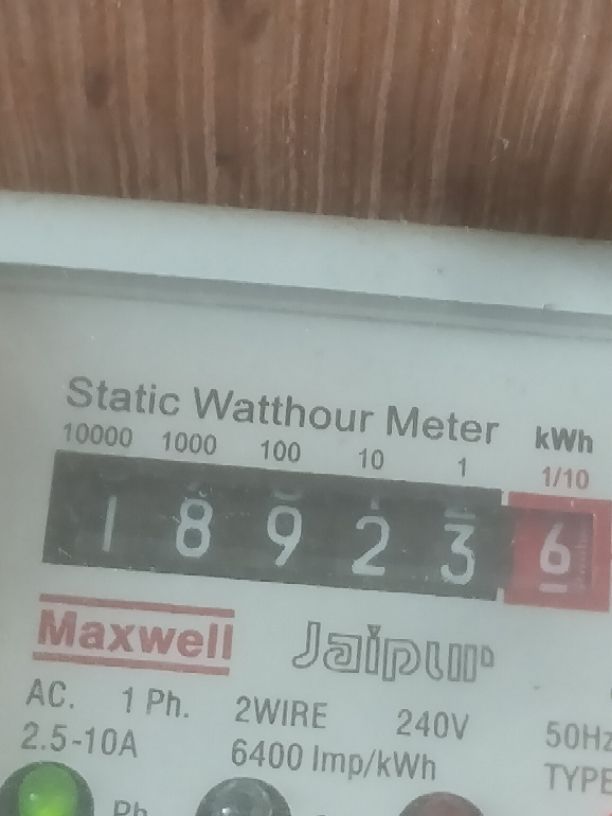 Static Watthour Meter kWh
10000 1000 100 10 1 1/10
1 8 9 2 3 6
Maxwell Jaipur
AC. 1 Ph. 2WIRE 240V 50Hz
2.5-10A 6400 Imp/kWh TYPE
Ph